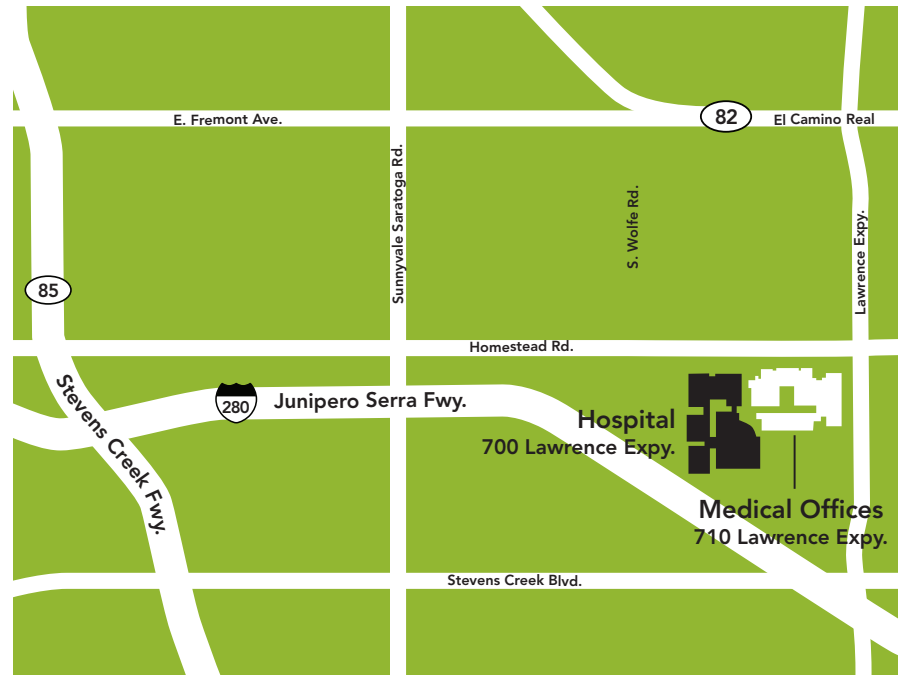 82
E. Fremont Ave.
El Camino Real
Sunnyvale Saratoga Rd.
S. Wolfe Rd.
Lawrence Expy.
85
Homestead Rd.
Stevens Creek Fwy.
280
Junipero Serra Fwy.
Hospital
700 Lawrence Expy.
Medical Offices
710 Lawrence Expy.
Stevens Creek Blvd.